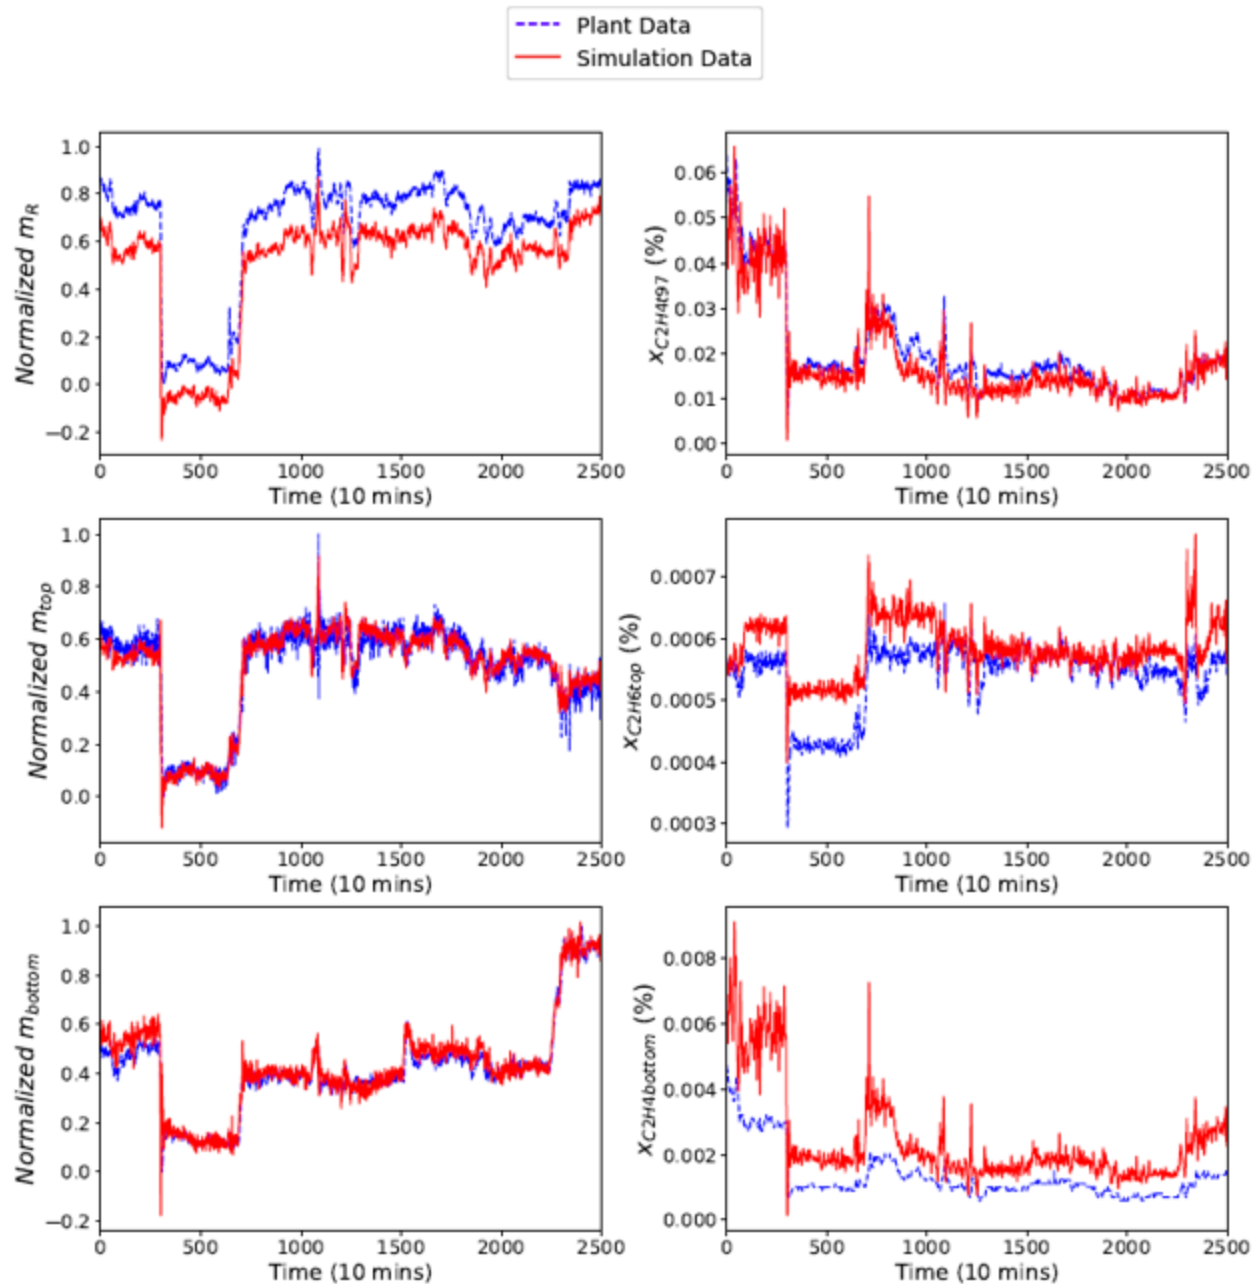 Plant Data
Simulation Data
1.0
0.8
0.6
0.4
0.2
0.0
−0.2
Normalized m_R
0 500 1000 1500 2000 2500
Time (10 mins)
0.06
0.05
0.04
0.03
0.02
0.01
0.00
x_C2H4t97 (%)
0 500 1000 1500 2000 2500
Time (10 mins)
1.0
0.8
0.6
0.4
0.2
0.0
Normalized m_top
0 500 1000 1500 2000 2500
Time (10 mins)
0.0007
0.0006
0.0005
0.0004
0.0003
x_C2H6top (%)
0 500 1000 1500 2000 2500
Time (10 mins)
1.0
0.8
0.6
0.4
0.2
0.0
−0.2
Normalized m_bottom
0 500 1000 1500 2000 2500
Time (10 mins)
0.008
0.006
0.004
0.002
0.000
x_C2H4bottom (%)
0 500 1000 1500 2000 2500
Time (10 mins)